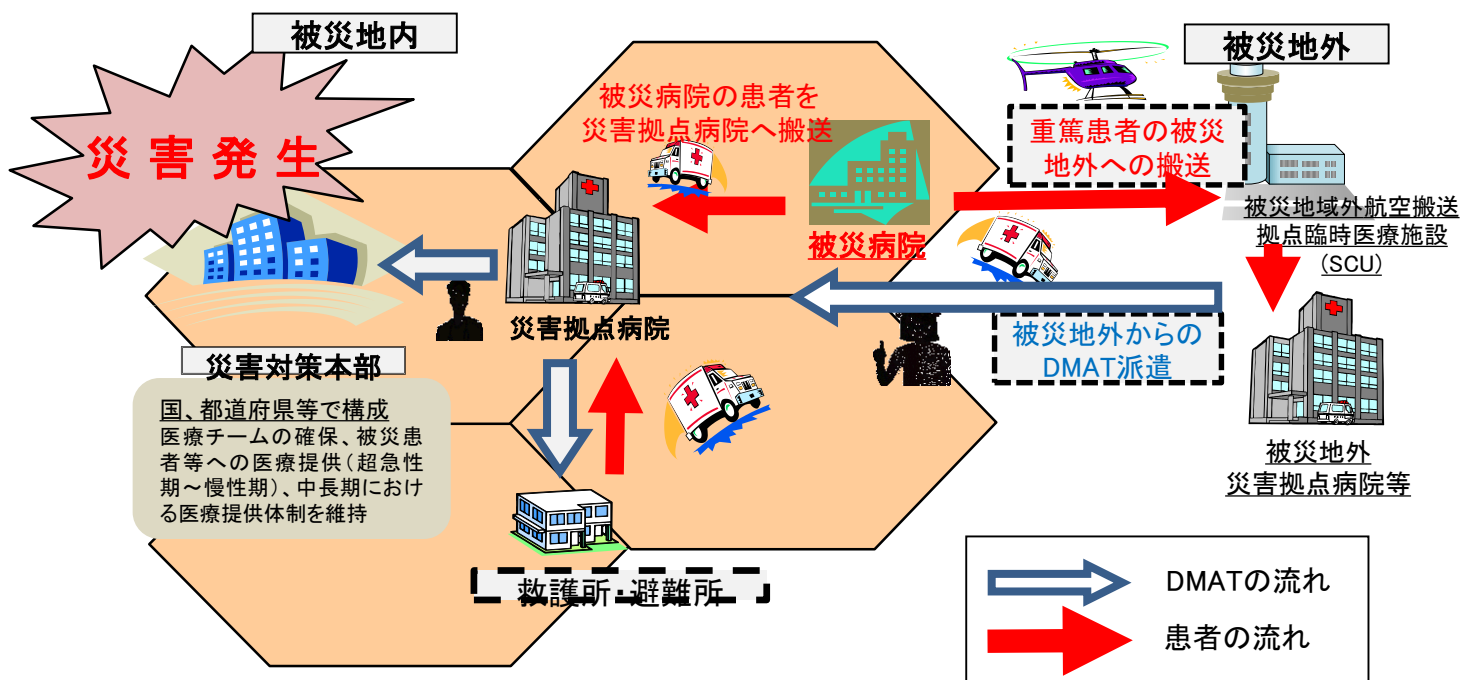 被災地内
災害発生
被災病院の患者を
災害拠点病院へ搬送
被災病院
災害拠点病院
災害対策本部
国、都道府県等で構成
医療チームの確保、被災患
者等への医療提供（超急性
期～慢性期）、中長期におけ
る医療提供体制を維持
救護所・避難所
被災地外
重篤患者の被災
地外への搬送
被災地域外航空搬送
拠点臨時医療施設
（SCU）
被災地外からの
DMAT派遣
被災地外
災害拠点病院等
DMATの流れ
患者の流れ